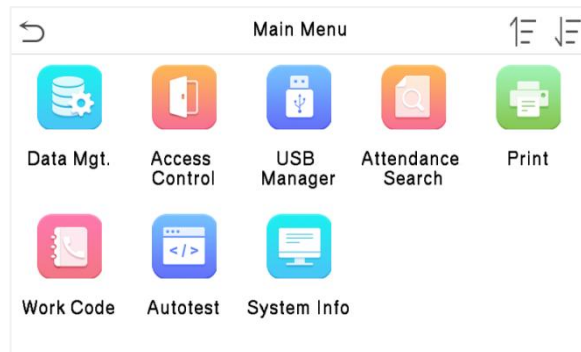 Main Menu
Data Mgt.
Access Control
USB Manager
Attendance Search
Print
Work Code
Autotest
System Info